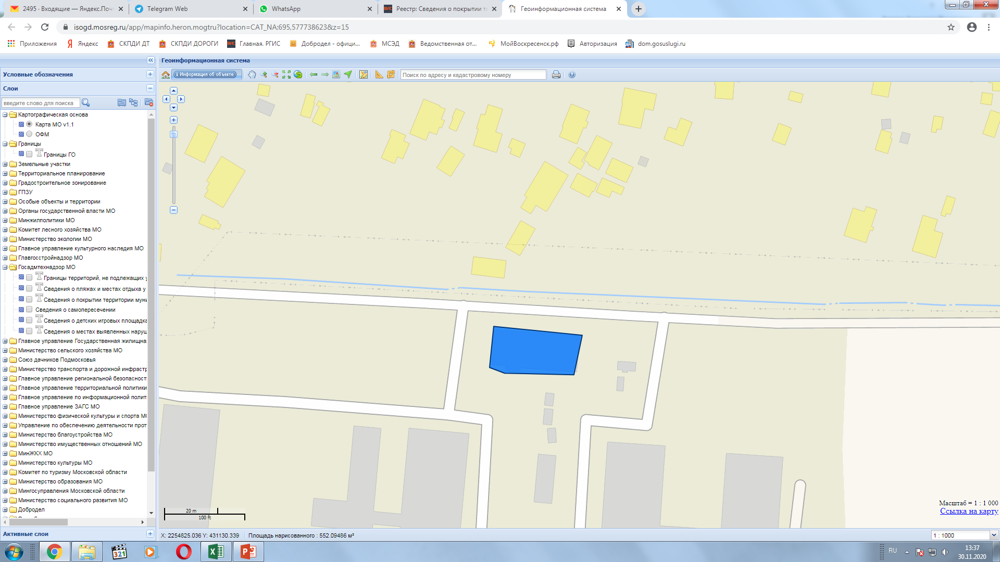 2495 · Входящие — Яндекс.Поч
Telegram Web
WhatsApp
Реестр: Сведения о покрытии т
Геоинформационная система
isogd.mosreg.ru/app/mapinfo.heron.mogtru?location=CAT_NA:695,577738623&z=15
Приложения
Яндекс
СКПДИ ДТ
СКПДИ ДОРОГИ
Главная. РГИС
Добродел - офици...
МСЭД
Ведомственная от...
МойВоскресенск.рф
Авторизация
dom.gosuslugi.ru
Геоинформационная система
Условные обозначения
Информация об объекте
Поиск по адресу и кадастровому номеру
Слои
введите слово для поиска
Картографическая основа
Карта МО v1.1
ОФМ
Границы
Границы ГО
Земельные участки
Территориальное планирование
Градостроительное зонирование
ГПЗУ
Особые объекты и территории
Органы государственной власти МО
Минжилполитики МО
Комитет лесного хозяйства МО
Министерство экологии МО
Главное управление культурного наследия МО
Главгосстройнадзор МО
Госадмтехнадзор МО
Границы территорий, не подлежащих у
Сведения о пляжах и местах отдыха у
Сведения о покрытии территории муни
Сведения о самопересечении
Сведения о детских игровых площадка
Сведения о местах выявленных наруш
Главное управление Государственная жилищна
Министерство сельского хозяйства МО
Союз дачников Подмосковья
Министерство транспорта и дорожной инфрастр
Главное управление региональной безопасност
Главное управление территориальной политики
Главное управление по информационной полит
Главное управление ЗАГС МО
Министерство физической культуры и спорта МО
Управление по обеспечению деятельности прот
Министерство благоустройства МО
Министерство имущественных отношений МО
МинЖКХ МО
Министерство культуры МО
Комитет по туризму Московской области
Министерство образования МО
Мингосуправления Московской области
Министерство социального развития МО
Добродел
Активные слои
20 m
100 ft
Масштаб = 1 : 1 000
Ссылка на карту
X: 2254825.036 Y: 431130.339
Площадь нарисованного : 552.09486 м²
1 : 1000
321
RU
13:37
30.11.2020